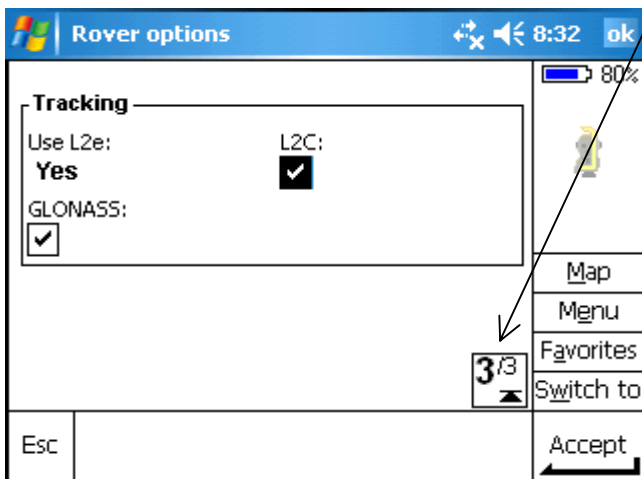 Rover options 8:32 ok
80%
Tracking
Use L2e: L2C:
Yes
GLONASS:
Map
Menu
Favorites
3/3
Switch to
Esc Accept